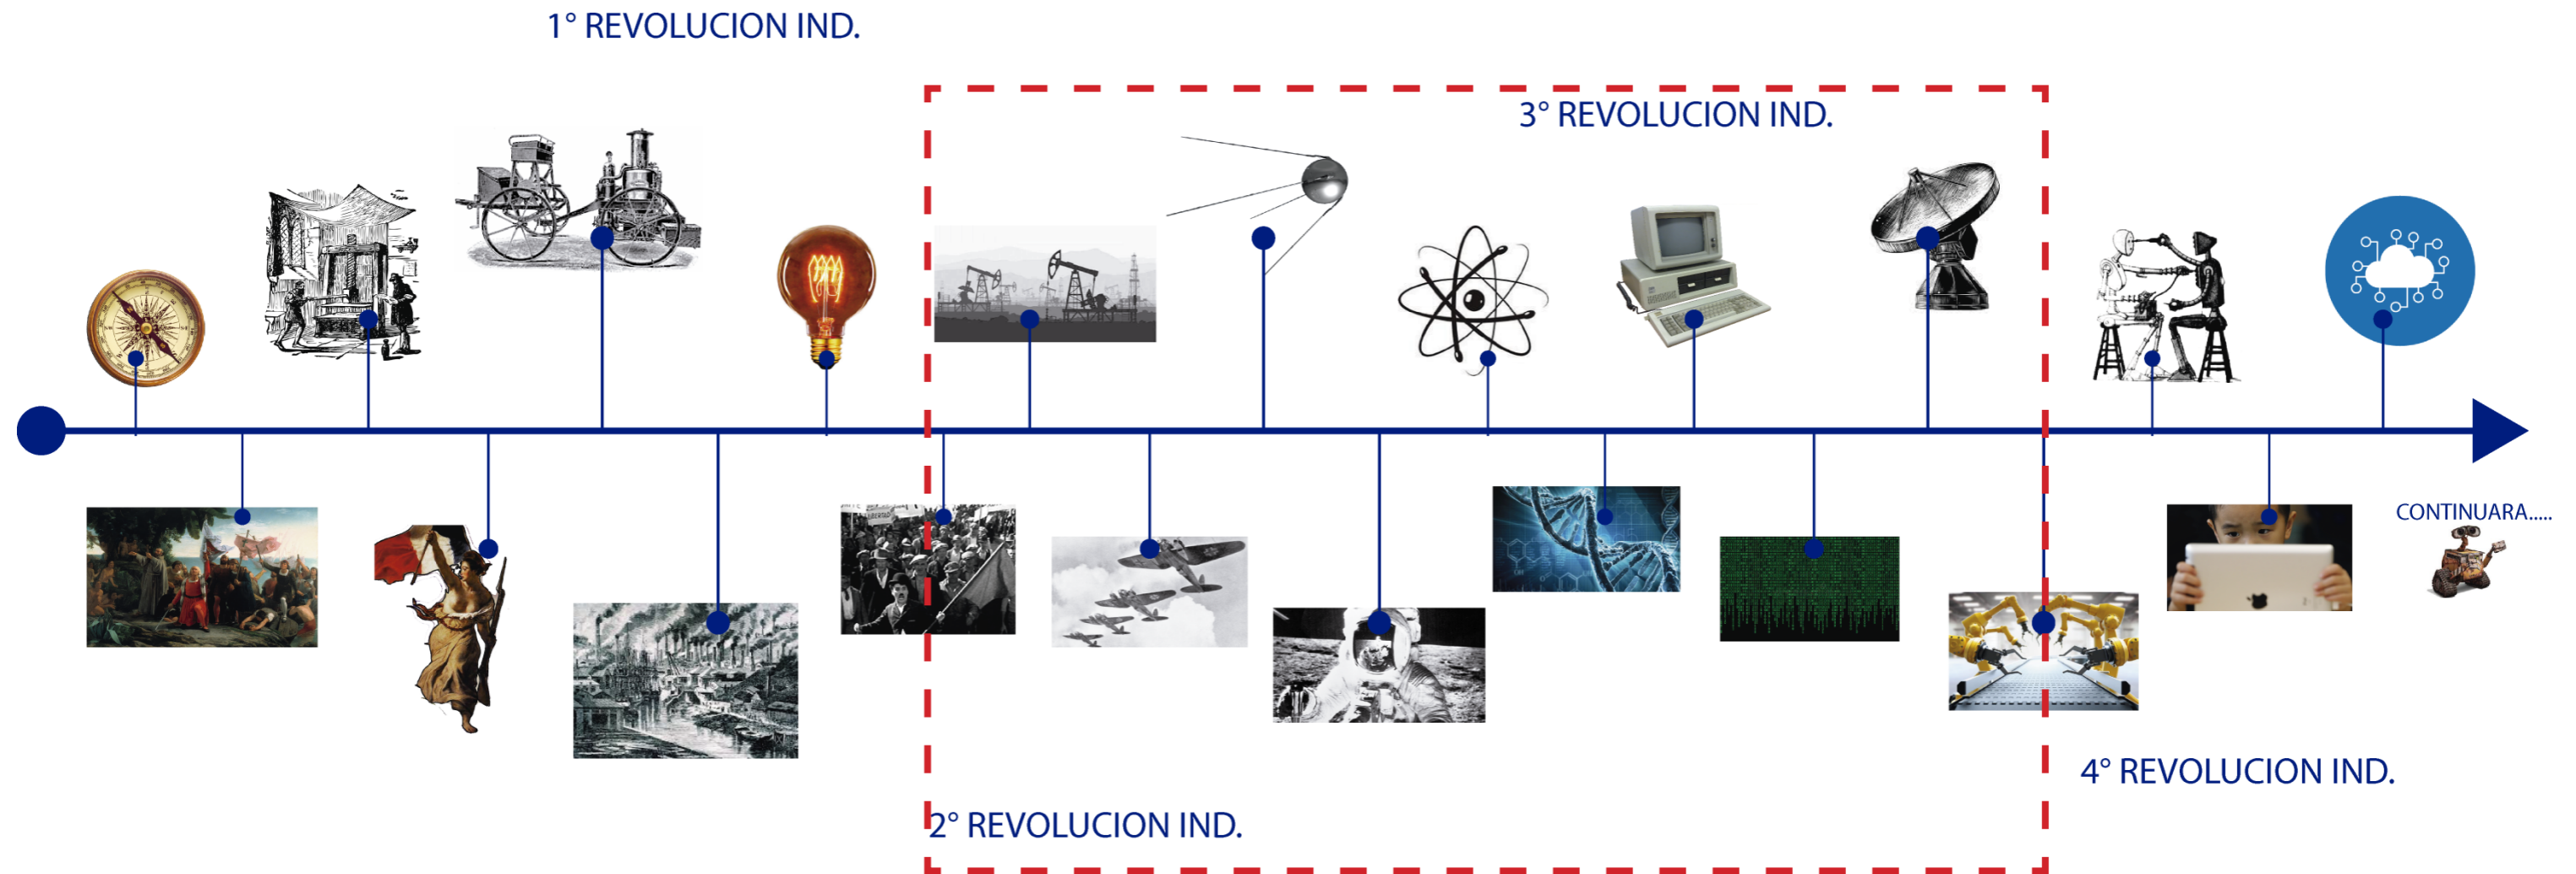 1° REVOLUCION IND.
3° REVOLUCION IND.
CONTINUARA.....
4° REVOLUCION IND.
2° REVOLUCION IND.